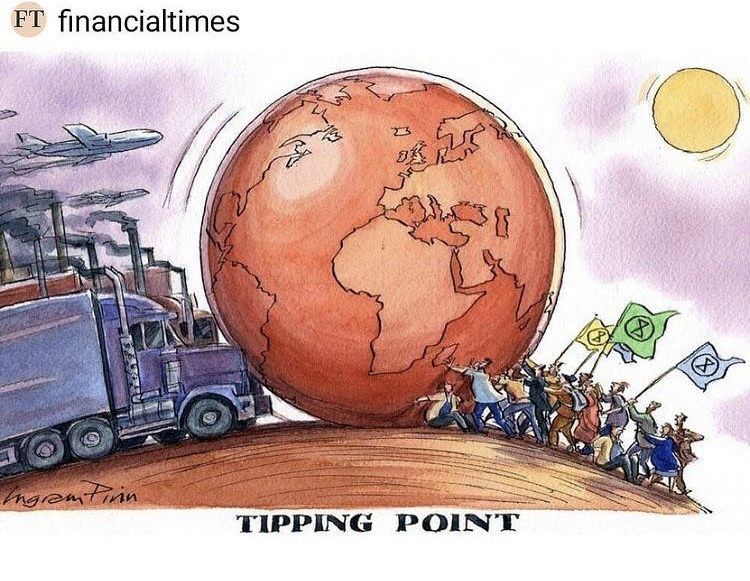 FT financialtimes
Ingram Pinn
TIPPING POINT